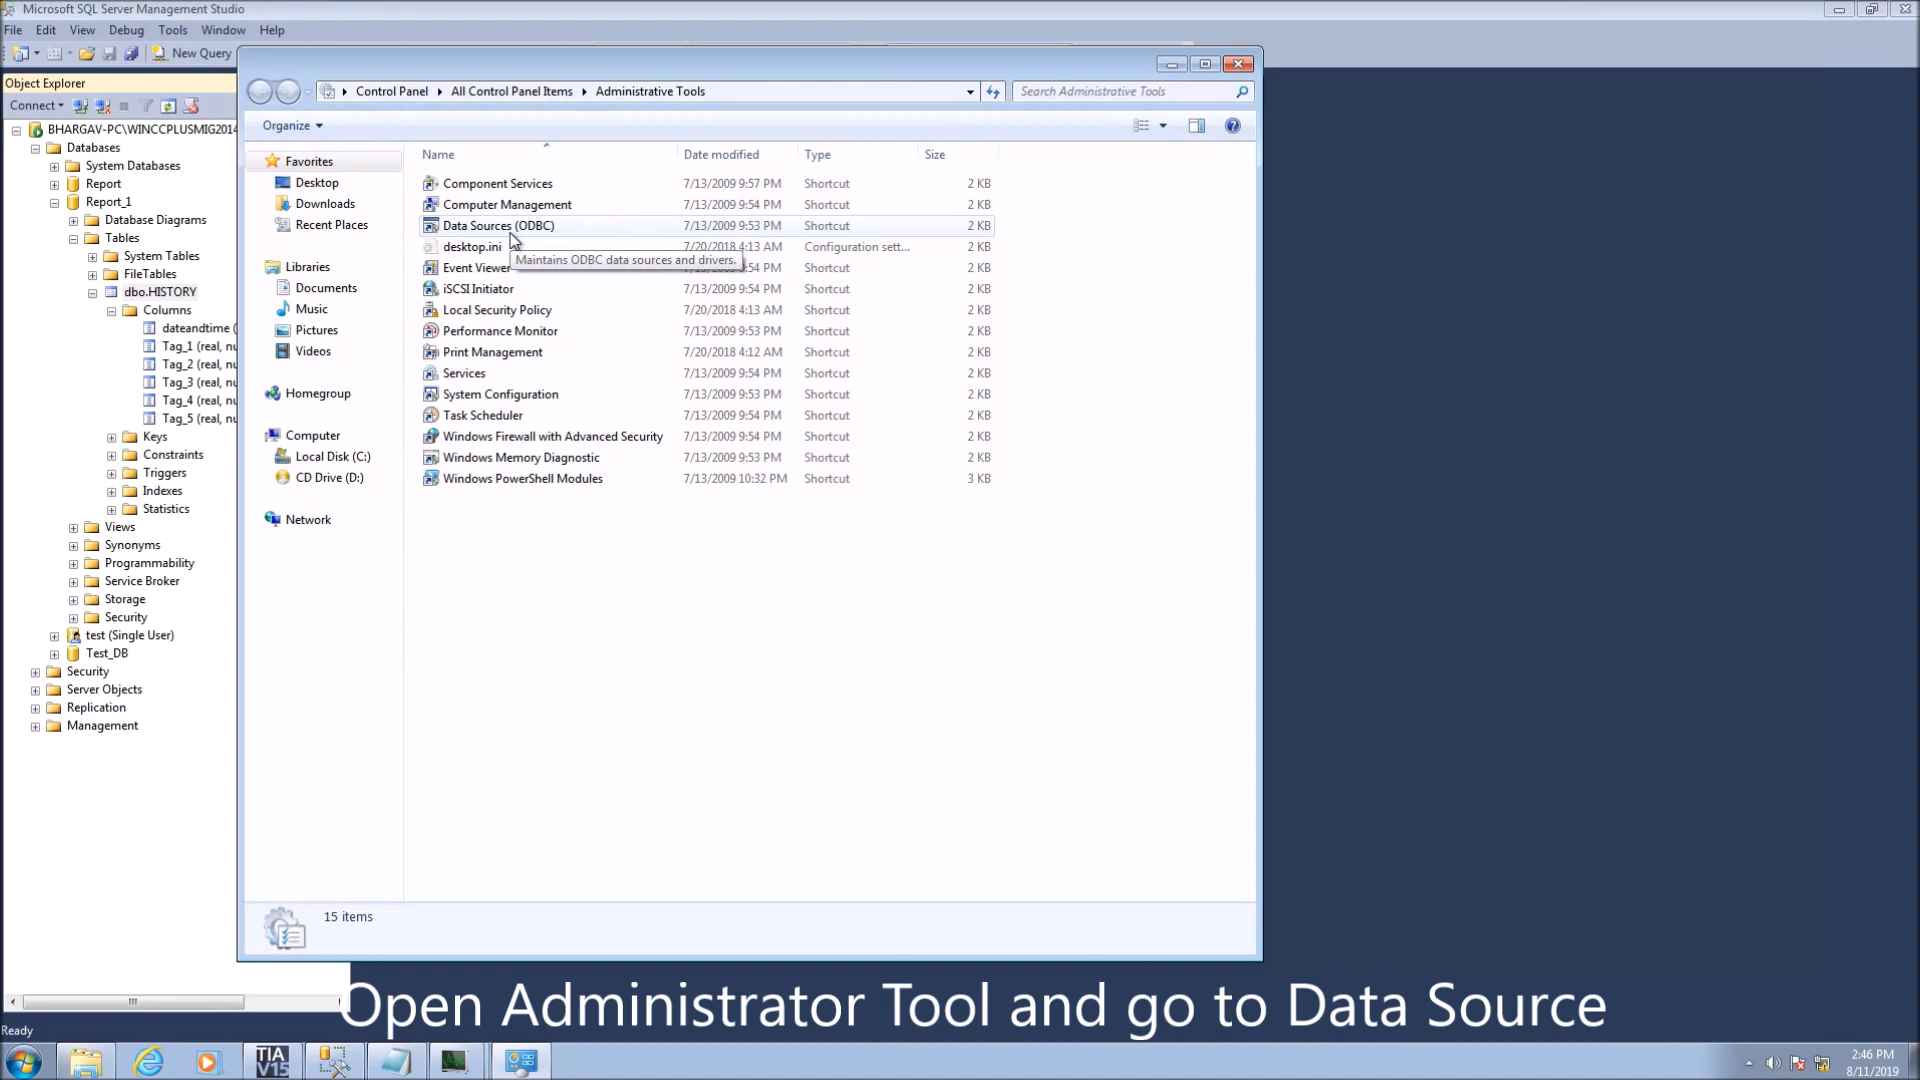 Microsoft SQL Server Management Studio
File Edit View Debug Tools Window Help
New Query
Object Explorer
Connect
BHARGAV-PC\WINCCPLUSMIG2014
Databases
System Databases
Report
Report_1
Database Diagrams
Tables
System Tables
FileTables
dbo.HISTORY
Columns
dateandtime (
Tag_1 (real, nu
Tag_2 (real, nu
Tag_3 (real, nu
Tag_4 (real, nu
Tag_5 (real, nu
Keys
Constraints
Triggers
Indexes
Statistics
Views
Synonyms
Programmability
Service Broker
Storage
Security
test (Single User)
Test_DB
Security
Server Objects
Replication
Management
Ready
Control Panel All Control Panel Items Administrative Tools
Search Administrative Tools
Organize
Favorites
Desktop
Downloads
Recent Places
Libraries
Documents
Music
Pictures
Videos
Homegroup
Computer
Local Disk (C:)
CD Drive (D:)
Network
Name Date modified Type Size
Component Services 7/13/2009 9:57 PM Shortcut 2 KB
Computer Management 7/13/2009 9:54 PM Shortcut 2 KB
Data Sources (ODBC) 7/13/2009 9:53 PM Shortcut 2 KB
desktop.ini 7/20/2018 4:13 AM Configuration sett... 2 KB
Maintains ODBC data sources and drivers.
Event Viewer 9:54 PM Shortcut 2 KB
iSCSI Initiator 7/13/2009 9:54 PM Shortcut 2 KB
Local Security Policy 7/20/2018 4:13 AM Shortcut 2 KB
Performance Monitor 7/13/2009 9:53 PM Shortcut 2 KB
Print Management 7/20/2018 4:12 AM Shortcut 2 KB
Services 7/13/2009 9:54 PM Shortcut 2 KB
System Configuration 7/13/2009 9:53 PM Shortcut 2 KB
Task Scheduler 7/13/2009 9:54 PM Shortcut 2 KB
Windows Firewall with Advanced Security 7/13/2009 9:54 PM Shortcut 2 KB
Windows Memory Diagnostic 7/13/2009 9:53 PM Shortcut 2 KB
Windows PowerShell Modules 7/13/2009 10:32 PM Shortcut 3 KB
15 items
Open Administrator Tool and go to Data Source
TIA
V15
2:46 PM
8/11/2019